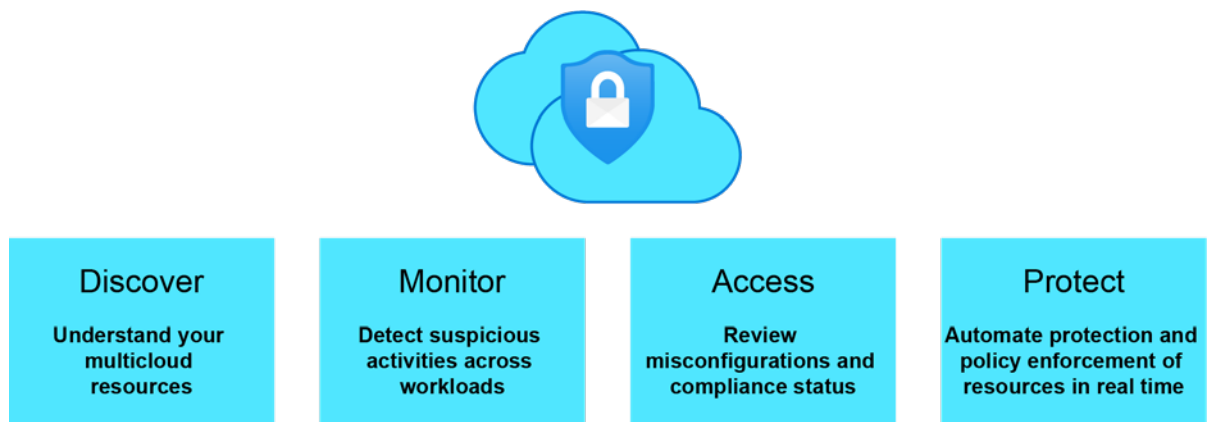 Discover
Understand your
multicloud
resources
Monitor
Detect suspicious
activities across
workloads
Access
Review
misconfigurations and
compliance status
Protect
Automate protection and
policy enforcement of
resources in real time